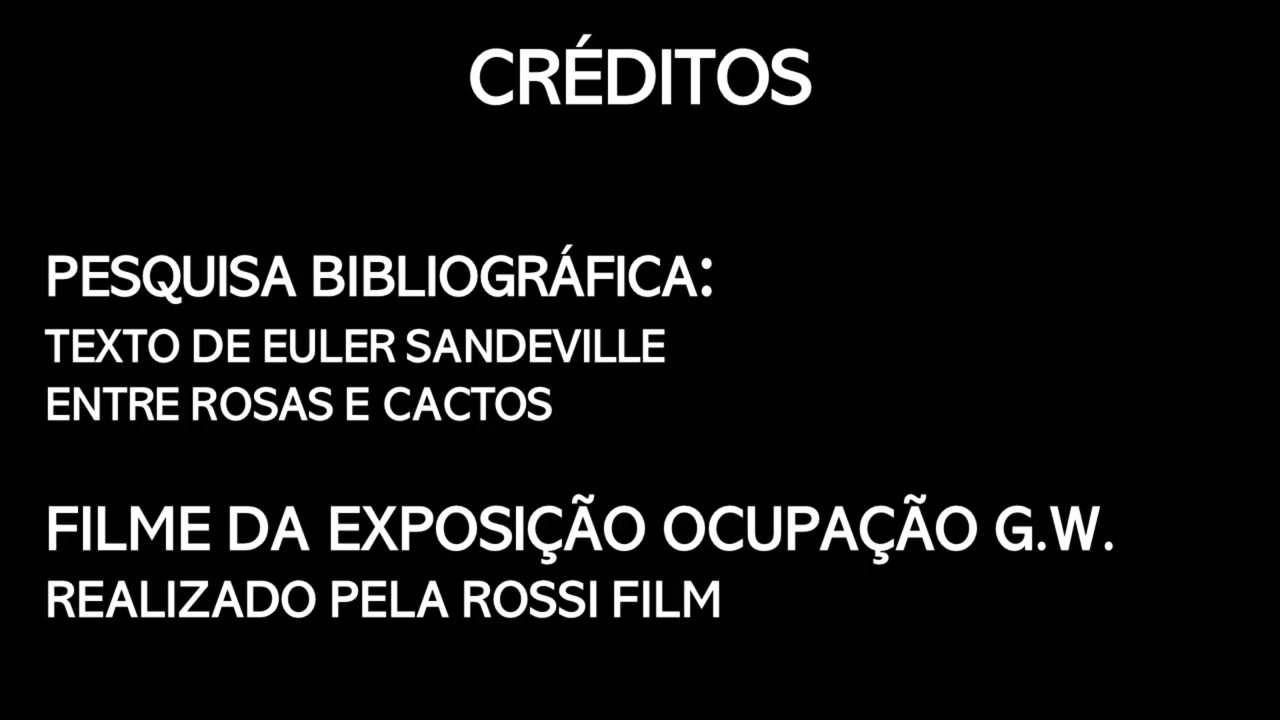 CRÉDITOS
PESQUISA BIBLIOGRÁFICA:
TEXTO DE EULER SANDEVILLE
ENTRE ROSAS E CACTOS
FILME DA EXPOSIÇÃO OCUPAÇÃO G.W.
REALIZADO PELA ROSSI FILM